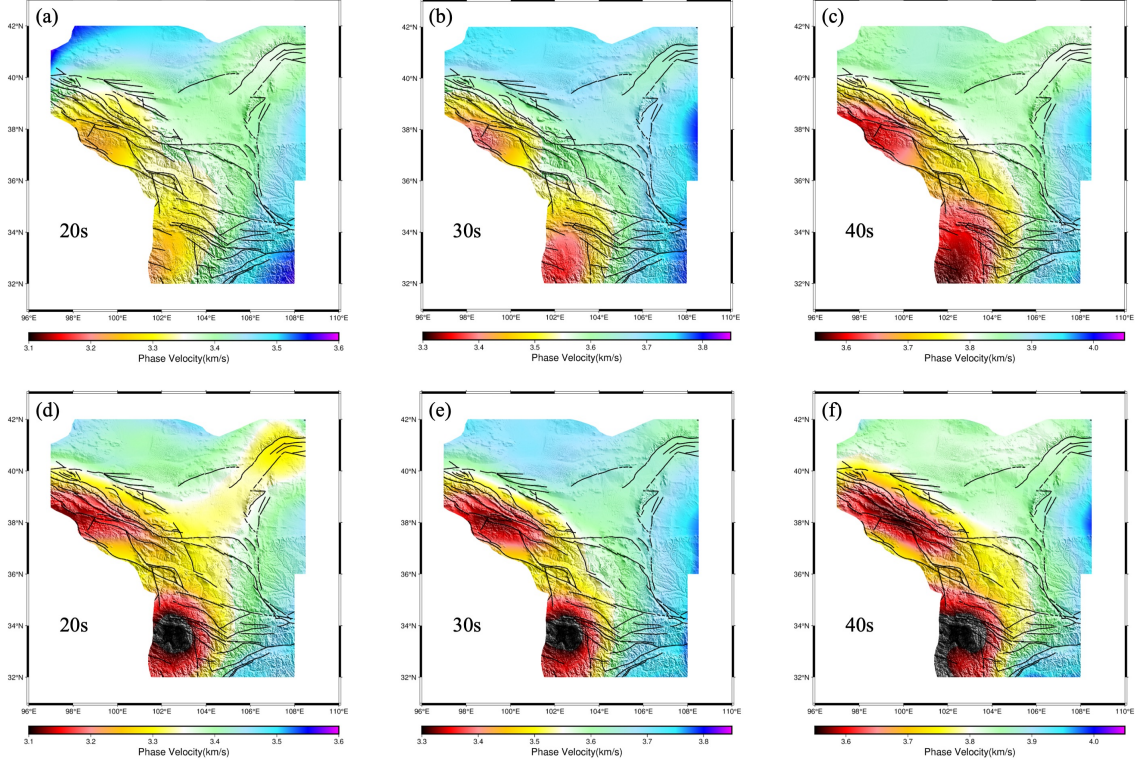 (a)
42°N
40°N
38°N
36°N
34°N
32°N
20s
96°E 98°E 100°E 102°E 104°E 106°E 108°E 110°E
3.1 3.2 3.3 3.4 3.5 3.6
Phase Velocity(km/s)
(b)
42°N
40°N
38°N
36°N
34°N
32°N
30s
96°E 98°E 100°E 102°E 104°E 106°E 108°E 110°E
3.3 3.4 3.5 3.6 3.7 3.8
Phase Velocity(km/s)
(c)
42°N
40°N
38°N
36°N
34°N
32°N
40s
96°E 98°E 100°E 102°E 104°E 106°E 108°E 110°E
3.6 3.7 3.8 3.9 4.0
Phase Velocity(km/s)
(d)
42°N
40°N
38°N
36°N
34°N
32°N
20s
96°E 98°E 100°E 102°E 104°E 106°E 108°E 110°E
3.1 3.2 3.3 3.4 3.5 3.6
Phase Velocity(km/s)
(e)
42°N
40°N
38°N
36°N
34°N
32°N
30s
96°E 98°E 100°E 102°E 104°E 106°E 108°E 110°E
3.3 3.4 3.5 3.6 3.7 3.8
Phase Velocity(km/s)
(f)
42°N
40°N
38°N
36°N
34°N
32°N
40s
96°E 98°E 100°E 102°E 104°E 106°E 108°E 110°E
3.6 3.7 3.8 3.9 4.0
Phase Velocity(km/s)